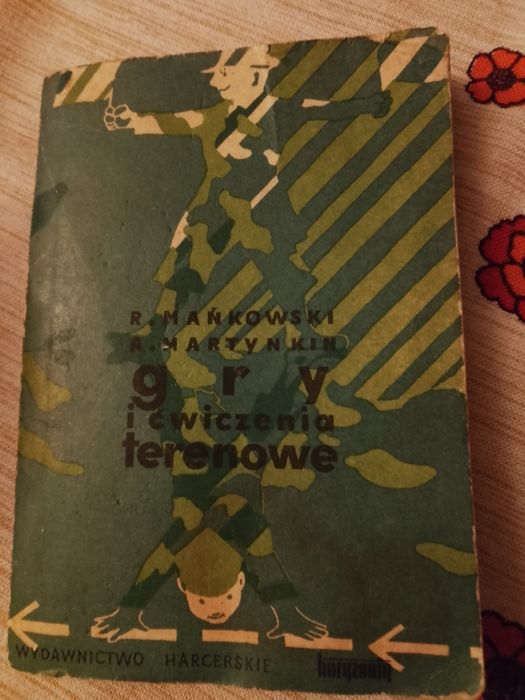 R. MAŃKOWSKI
A. MARTYNKIN
gry
i ćwiczenia
terenowe
WYDAWNICTWO HARCERSKIE horyzonty